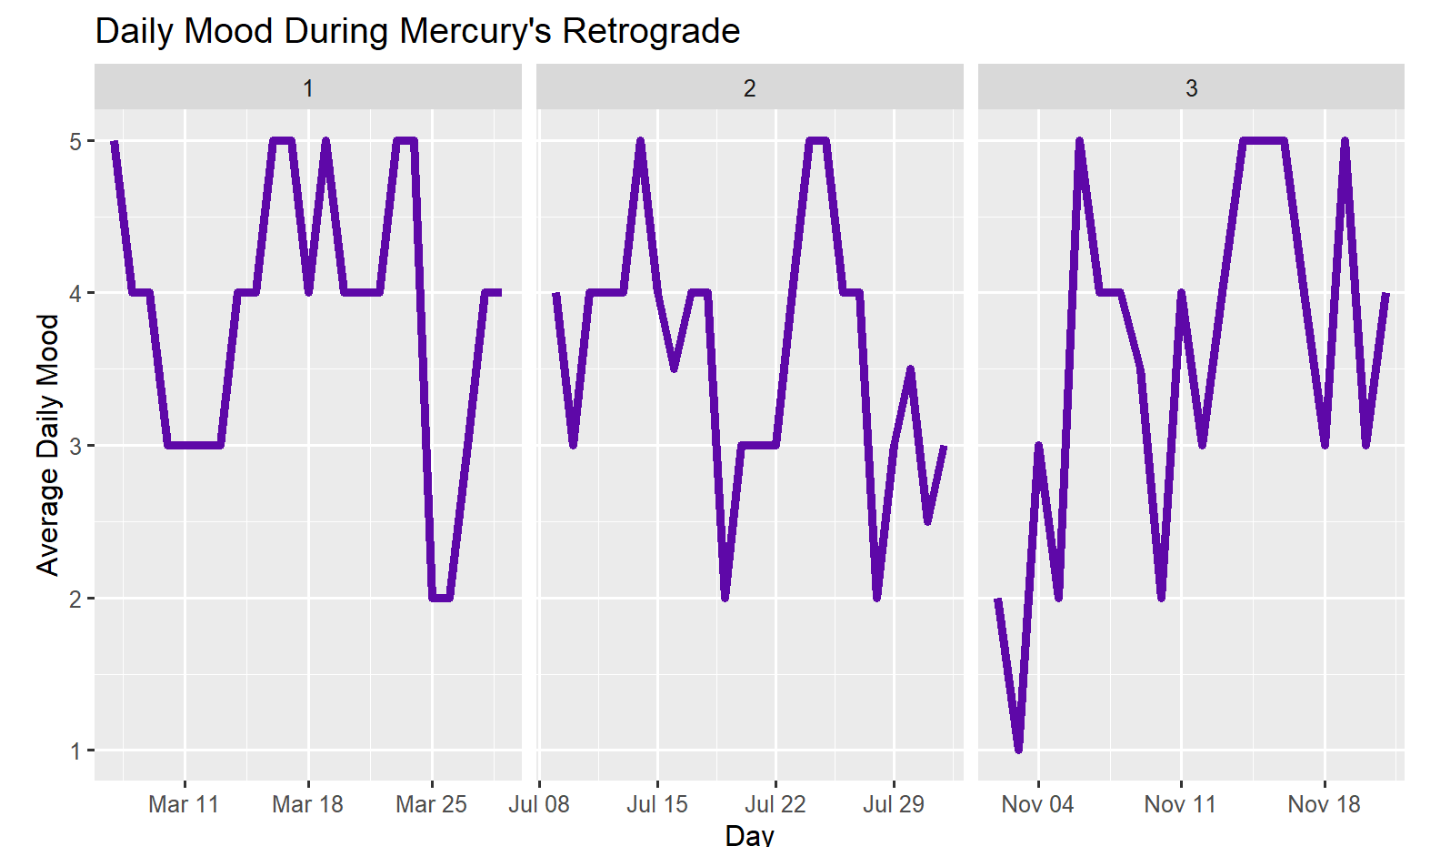 Daily Mood During Mercury's Retrograde
1 2 3
Average Daily Mood
5
4
3
2
1
Mar 11 Mar 18 Mar 25 Jul 08 Jul 15 Jul 22 Jul 29 Nov 04 Nov 11 Nov 18
Day